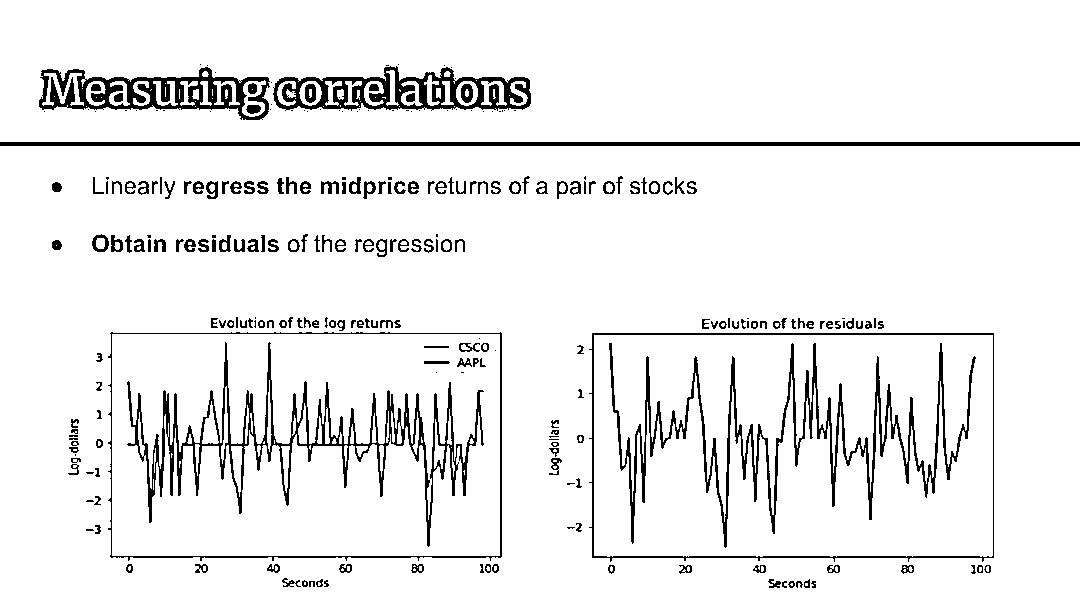 Measuring correlations
● Linearly regress the midprice returns of a pair of stocks
● Obtain residuals of the regression
Evolution of the log returns
CSCO
AAPL
3
2
1
0
−1
−2
−3
Log-dollars
0 20 40 60 80 100
Seconds
Evolution of the residuals
2
1
0
−1
−2
Log-dollars
0 20 40 60 80 100
Seconds